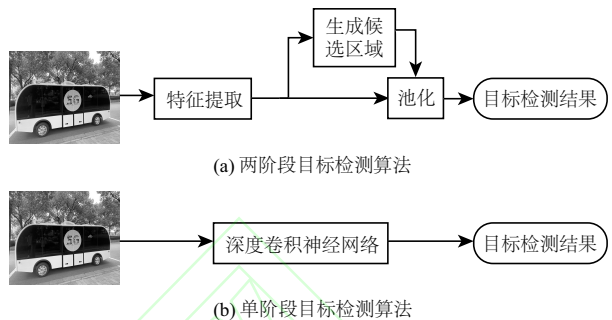 生成候
选区域
5G
特征提取
池化
目标检测结果
(a) 两阶段目标检测算法
5G
深度卷积神经网络
目标检测结果
(b) 单阶段目标检测算法